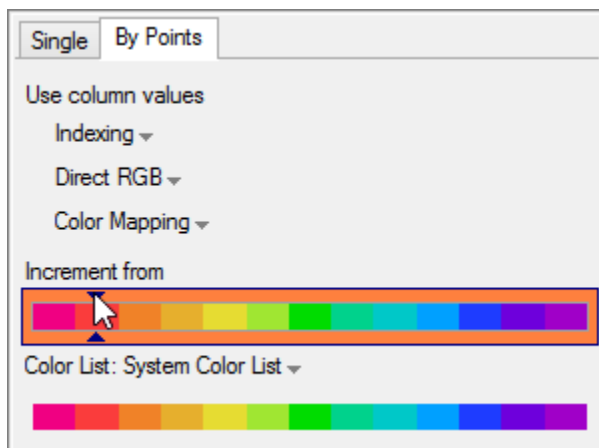 Single By Points
Use column values
Indexing
Direct RGB
Color Mapping
Increment from
Color List: System Color List